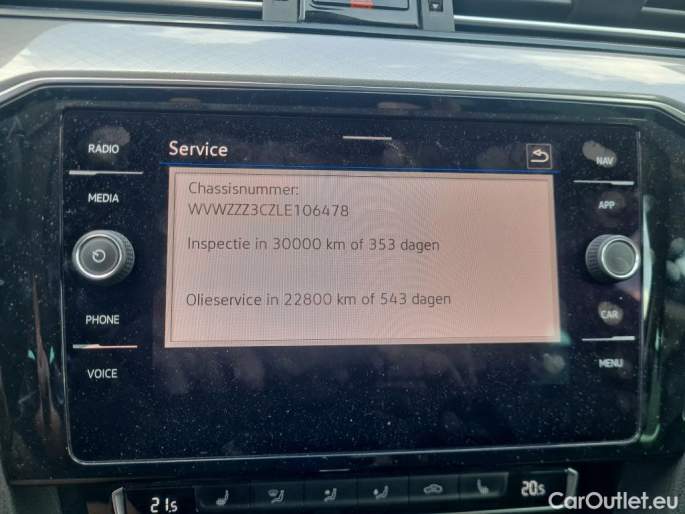 RADIO
Service
NAV
Chassisnummer:
WVWZZZ3CZLE106478
MEDIA
APP
Inspectie in 30000 km of 353 dagen
Olieservice in 22800 km of 543 dagen
PHONE
CAR
VOICE
MENU
21.5
20.5
CarOutlet.eu